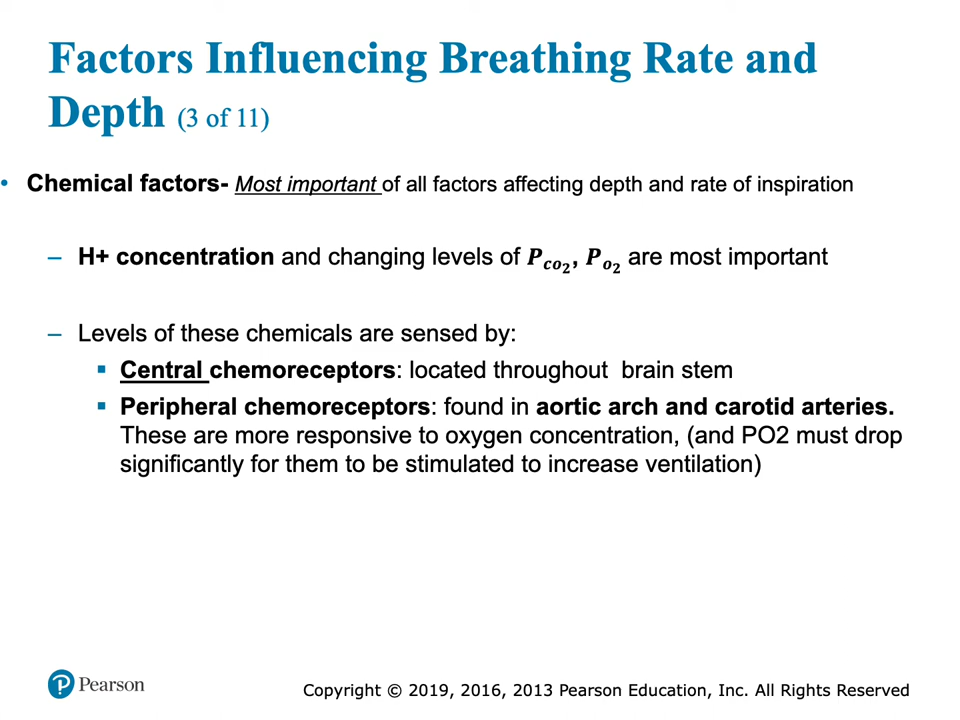 Factors Influencing Breathing Rate and
Depth (3 of 11)
• Chemical factors- Most important of all factors affecting depth and rate of inspiration
– H+ concentration and changing levels of P_co₂, P_o₂ are most important
– Levels of these chemicals are sensed by:
▪ Central chemoreceptors: located throughout  brain stem
▪ Peripheral chemoreceptors: found in aortic arch and carotid arteries.
These are more responsive to oxygen concentration, (and PO2 must drop
significantly for them to be stimulated to increase ventilation)
P Pearson
Copyright © 2019, 2016, 2013 Pearson Education, Inc. All Rights Reserved